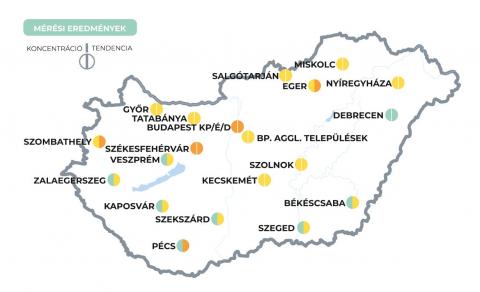 MÉRÉSI EREDMÉNYEK
KONCENTRÁCIÓ TENDENCIA
MISKOLC
SALGÓTARJÁN
EGER
NYÍREGYHÁZA
GYŐR
TATABÁNYA
DEBRECEN
BUDAPEST KP/É/D
BP. AGGL. TELEPÜLÉSEK
SZOMBATHELY
SZÉKESFEHÉRVÁR
VESZPRÉM
SZOLNOK
ZALAEGERSZEG
KECSKEMÉT
KAPOSVÁR
BÉKÉSCSABA
SZEKSZÁRD
SZEGED
PÉCS